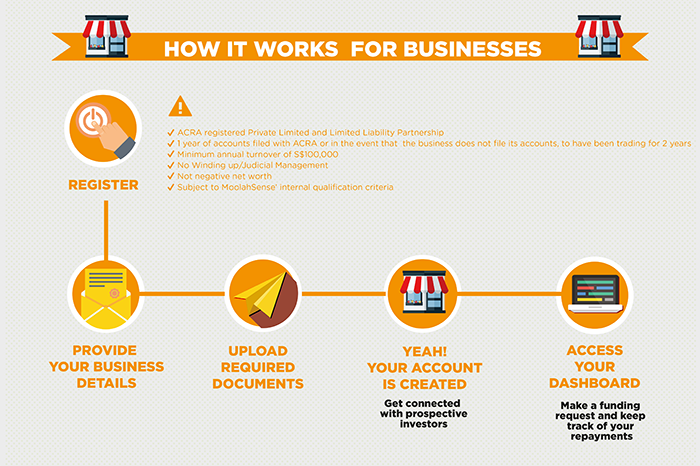 HOW IT WORKS FOR BUSINESSES
✓ ACRA registered Private Limited and Limited Liability Partnership
✓ 1 year of accounts filed with ACRA or in the event that the business does not file its accounts, to have been trading for 2 years
✓ Minimum annual turnover of S$100,000
✓ No Winding up/Judicial Management
✓ Not negative net worth
✓ Subject to MoolahSense' internal qualification criteria
REGISTER
PROVIDE
YOUR BUSINESS
DETAILS
UPLOAD
REQUIRED
DOCUMENTS
YEAH!
YOUR ACCOUNT
IS CREATED
Get connected
with prospective
investors
ACCESS
YOUR
DASHBOARD
Make a funding
request and keep
track of your
repayments